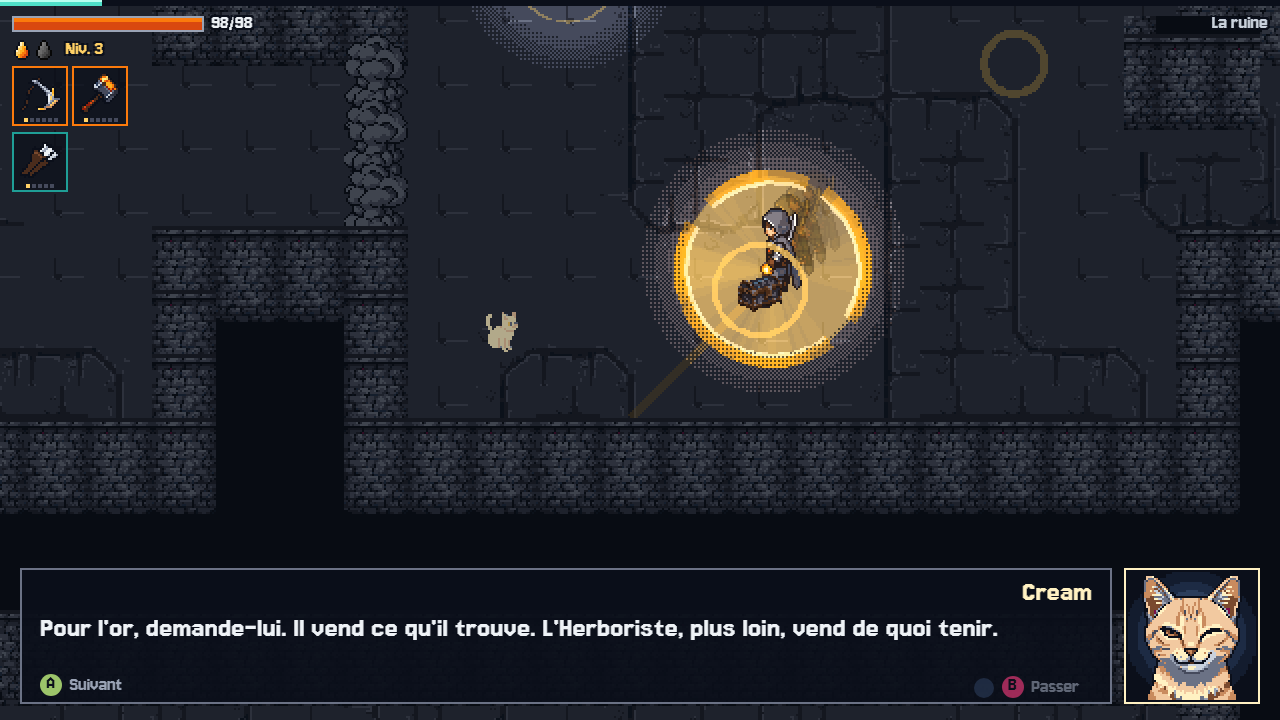 98/98
La ruine
Niv. 3
Cream
Pour l'or, demande-lui. Il vend ce qu'il trouve. L'Herboriste, plus loin, vend de quoi tenir.
A Suivant
B Passer